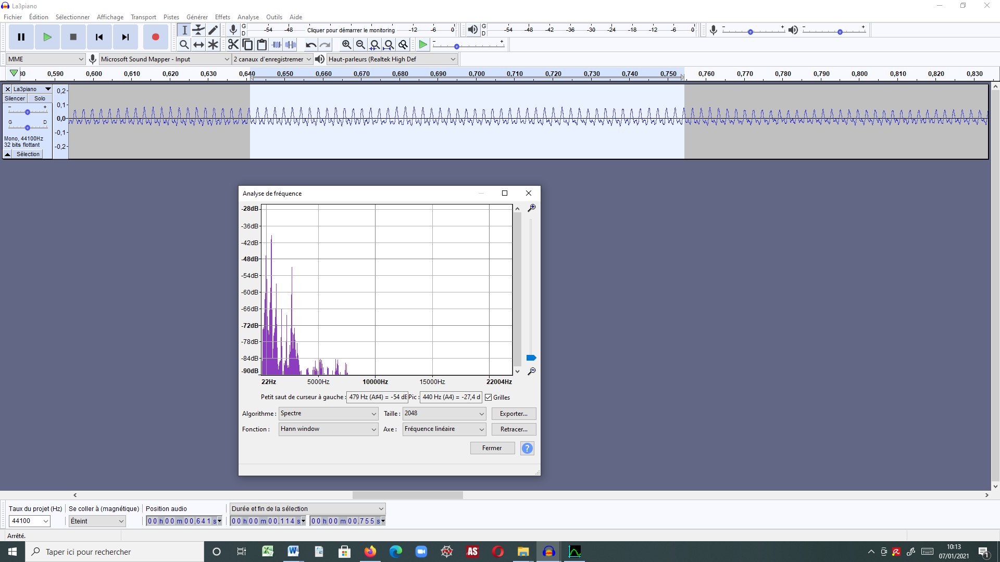 La3piano
Fichier Édition Sélectionner Affichage Transport Pistes Générer Effets Analyse Outils Aide
G D -54 -48 Cliquer pour démarrer le monitoring -12 -6 0 G D -54 -48 -42 -36 -30 -24 -18 -12 -6 0 - + - +
- +
MME Microsoft Sound Mapper - Input 2 canaux d'enregistremer Haut-parleurs (Realtek High Def
0,590 0,600 0,610 0,620 0,630 0,640 0,650 0,660 0,670 0,680 0,690 0,700 0,710 0,720 0,730 0,740 0,750 0,760 0,770 0,780 0,790 0,800 0,810 0,820 0,830
La3piano
Silencer Solo
- +
G D
Mono, 44100Hz
32 bits flottant
Sélection
0,2
0,1
0,0
-0,1
-0,2
Analyse de fréquence
-28dB
-36dB
-42dB
-48dB
-54dB
-60dB
-66dB
-72dB
-78dB
-84dB
-90dB
22Hz 5000Hz 10000Hz 15000Hz 22004Hz
Petit saut de curseur à gauche : 479 Hz (A#4) = -54 dE Pic : 440 Hz (A4) = -27,4 d Grilles
Algorithme : Spectre Taille : 2048 Exporter...
Fonction : Hann window Axe : Fréquence linéaire Retracer...
Fermer ?
Taux du projet (Hz) Se coller à (magnétique) Position audio Durée et fin de la sélection
44100 Éteint 00 h 00 m 00.641 s 00 h 00 m 00.114 s 00 h 00 m 00.755 s
Arrêté.
Taper ici pour rechercher
AS
10:13
07/01/2021
1